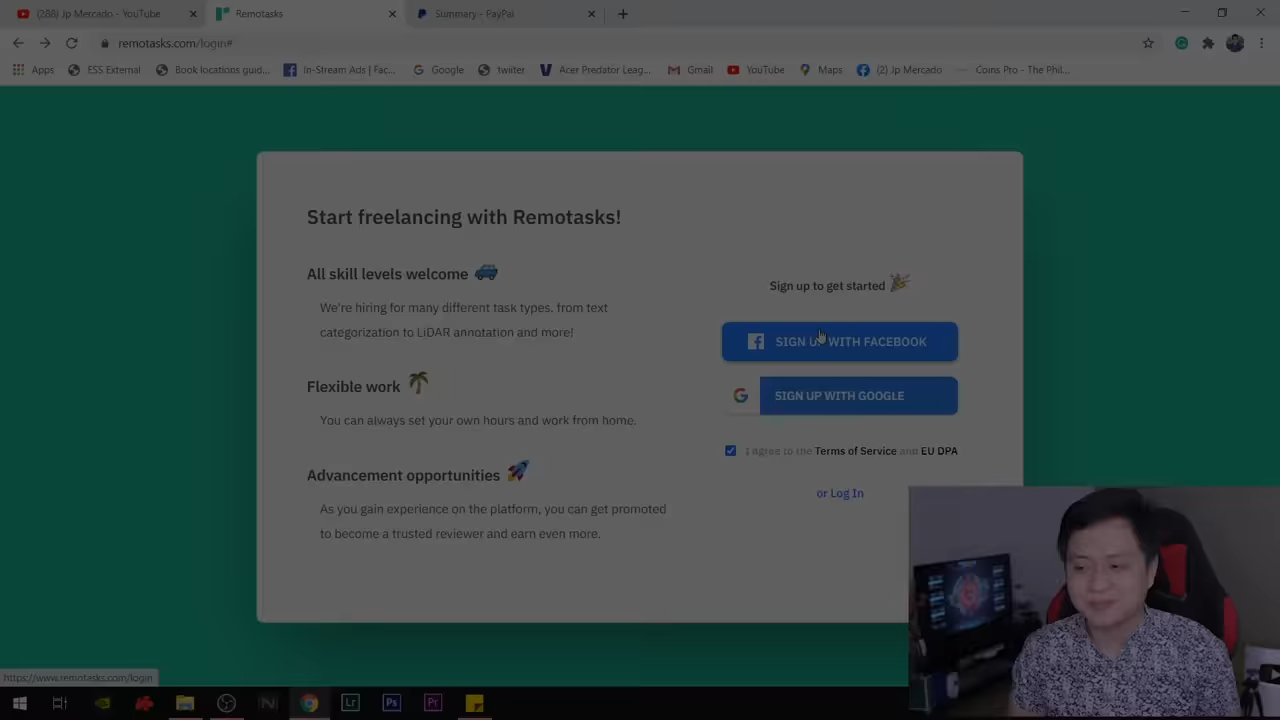 (288) Jp Mercado - YouTube
Remotasks
Summary - PayPal
remotasks.com/login#
Apps
ESS External
Book locations guid...
In-Stream Ads | Fac...
Google
twiiter
Acer Predator Leag...
Gmail
YouTube
Maps
(2) Jp Mercado
Coins Pro - The Phil...
Start freelancing with Remotasks!
All skill levels welcome
We're hiring for many different task types. from text
categorization to LiDAR annotation and more!
Flexible work
You can always set your own hours and work from home.
Advancement opportunities
As you gain experience on the platform, you can get promoted
to become a trusted reviewer and earn even more.
Sign up to get started
SIGN UP WITH FACEBOOK
SIGN UP WITH GOOGLE
I agree to the Terms of Service and EU DPA
or Log In
https://www.remotasks.com/login
Lr
Ps
Pr